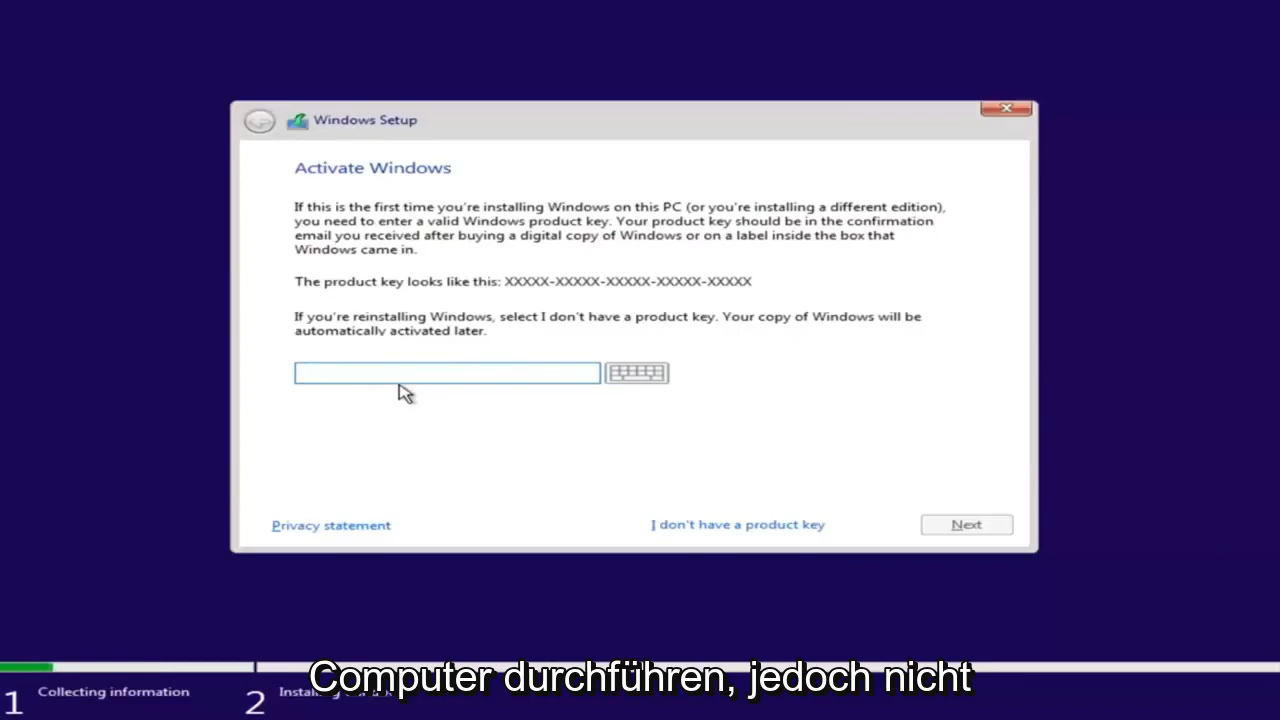 Windows Setup
Activate Windows
If this is the first time you're installing Windows on this PC (or you're installing a different edition),
you need to enter a valid Windows product key. Your product key should be in the confirmation
email you received after buying a digital copy of Windows or on a label inside the box that
Windows came in.
The product key looks like this: XXXXX-XXXXX-XXXXX-XXXXX-XXXXX
If you're reinstalling Windows, select I don't have a product key. Your copy of Windows will be
automatically activated later.
Privacy statement
I don't have a product key
Next
Computer durchführen, jedoch nicht
1 Collecting information
2